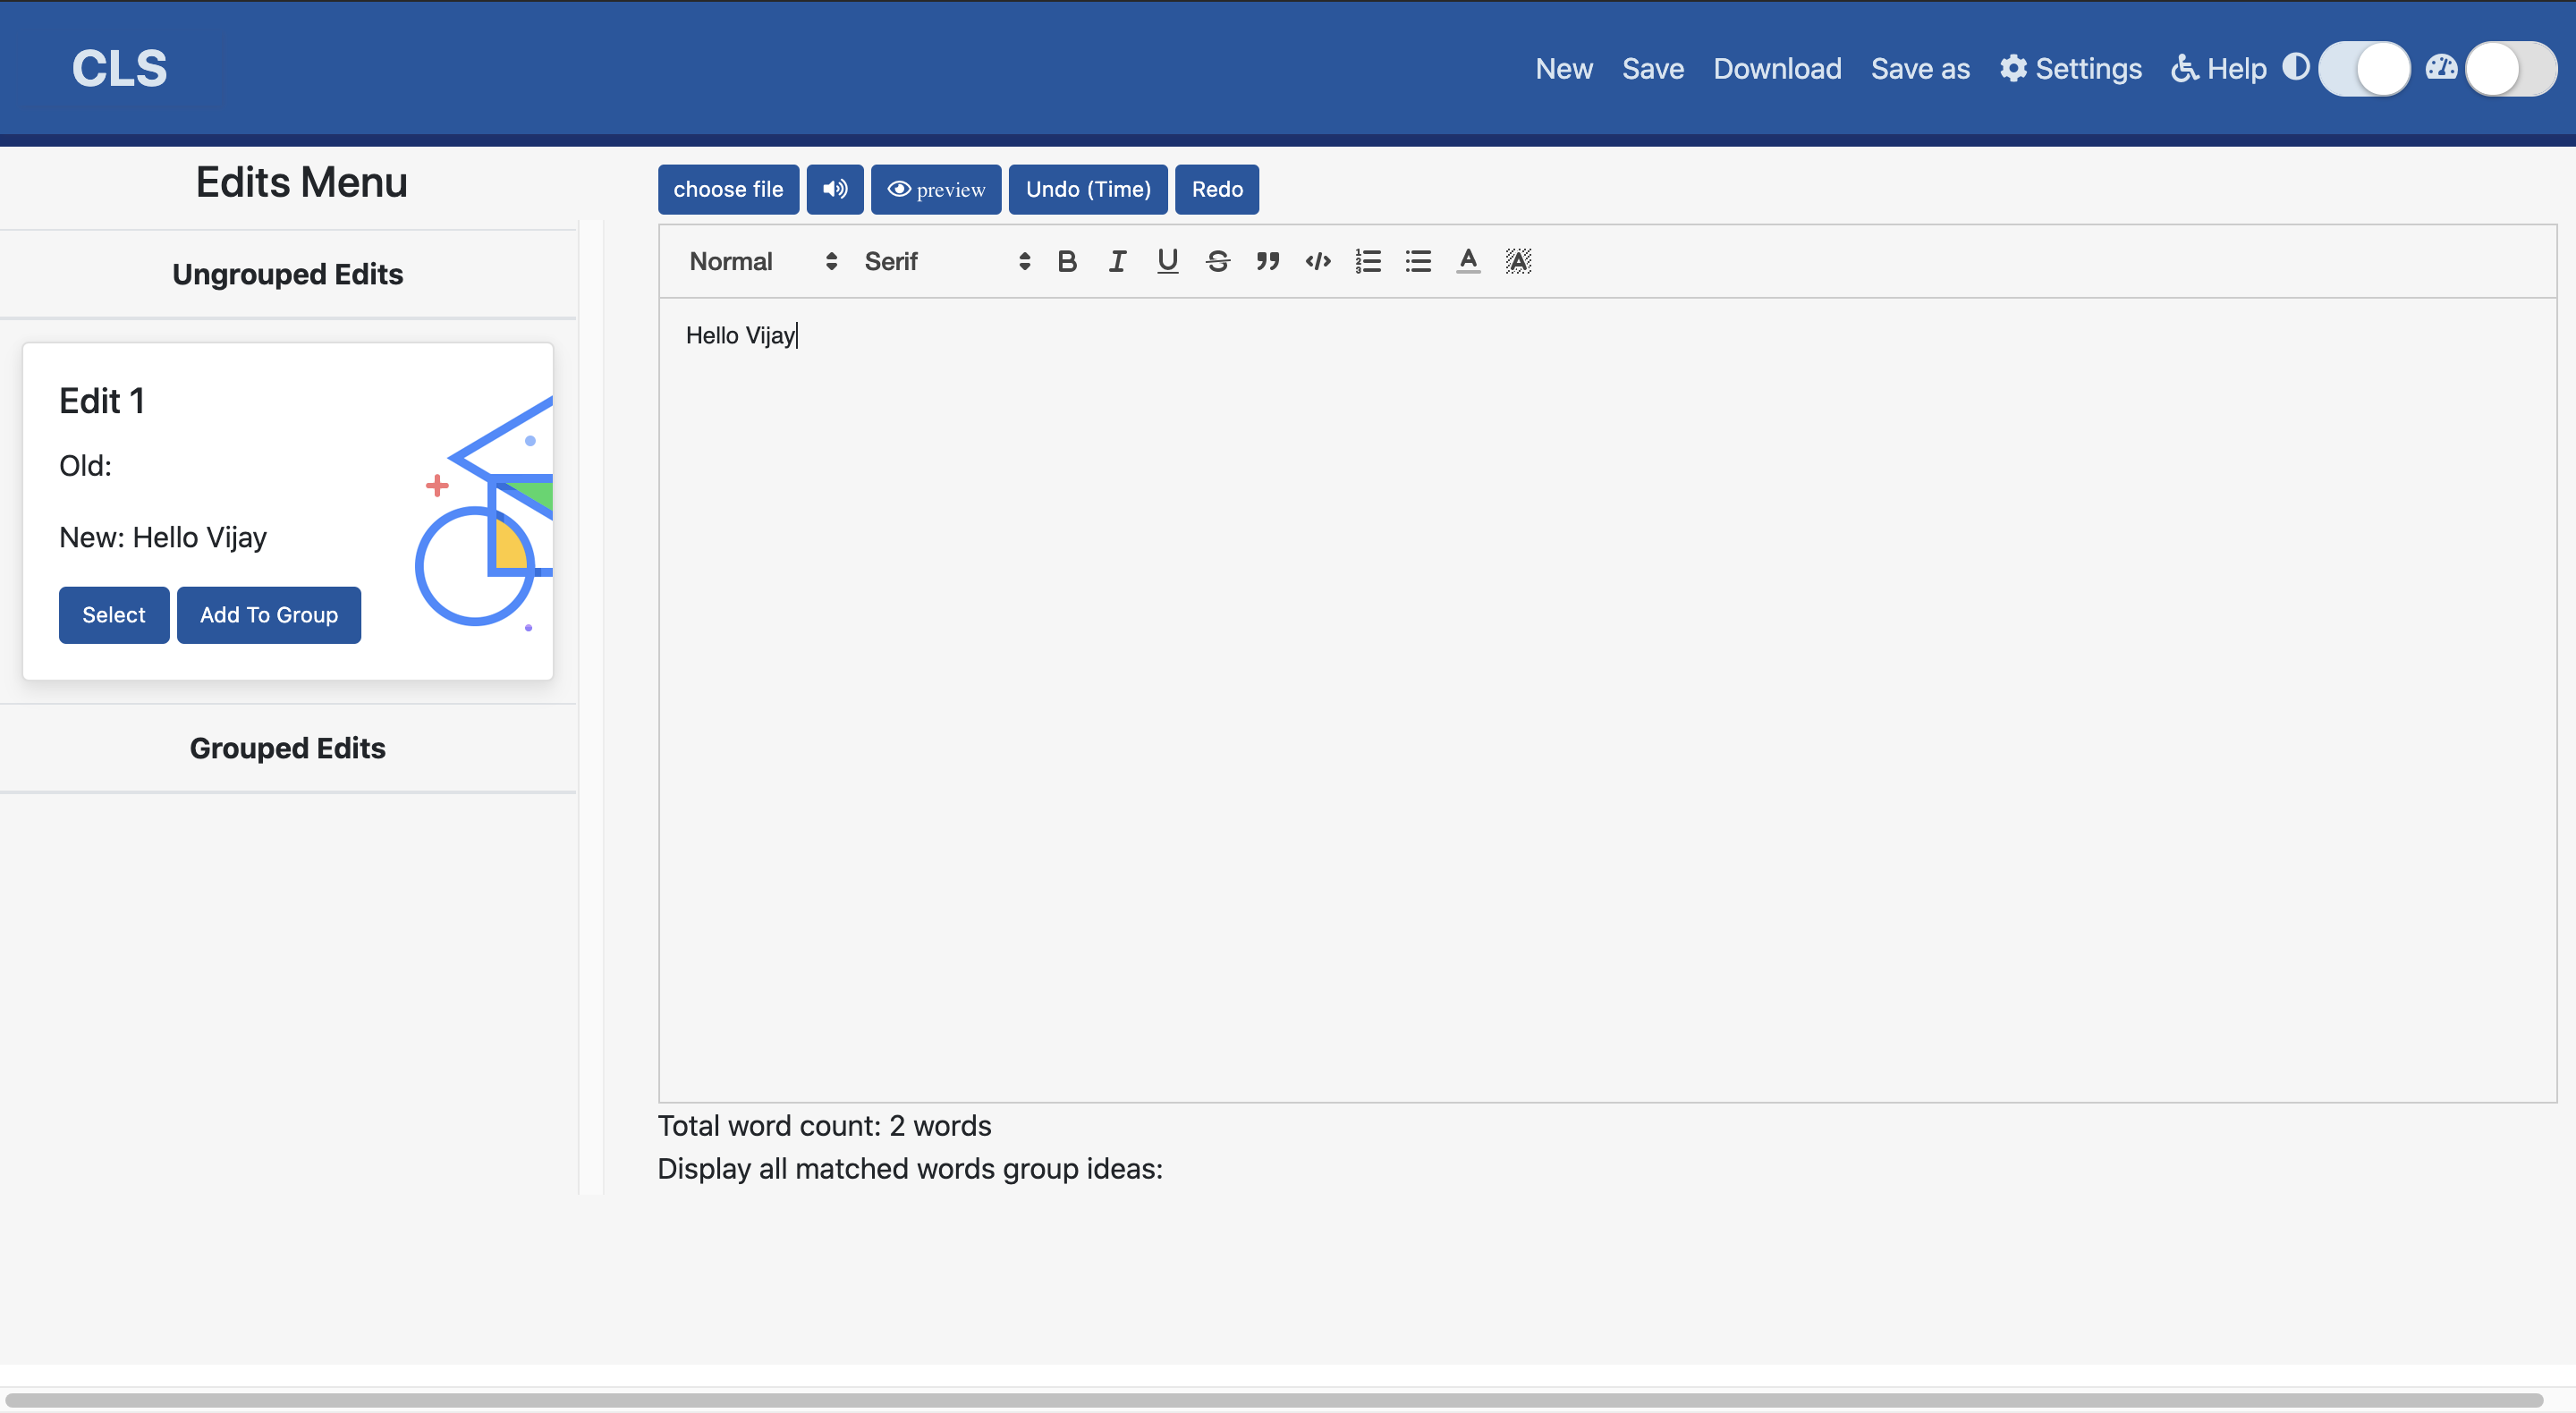 CLS
New Save Download Save as Settings Help
Edits Menu
Ungrouped Edits
Edit 1
Old:
New: Hello Vijay
Select Add To Group
Grouped Edits
choose file preview Undo (Time) Redo
Normal Serif
Hello Vijay
Total word count: 2 words
Display all matched words group ideas: